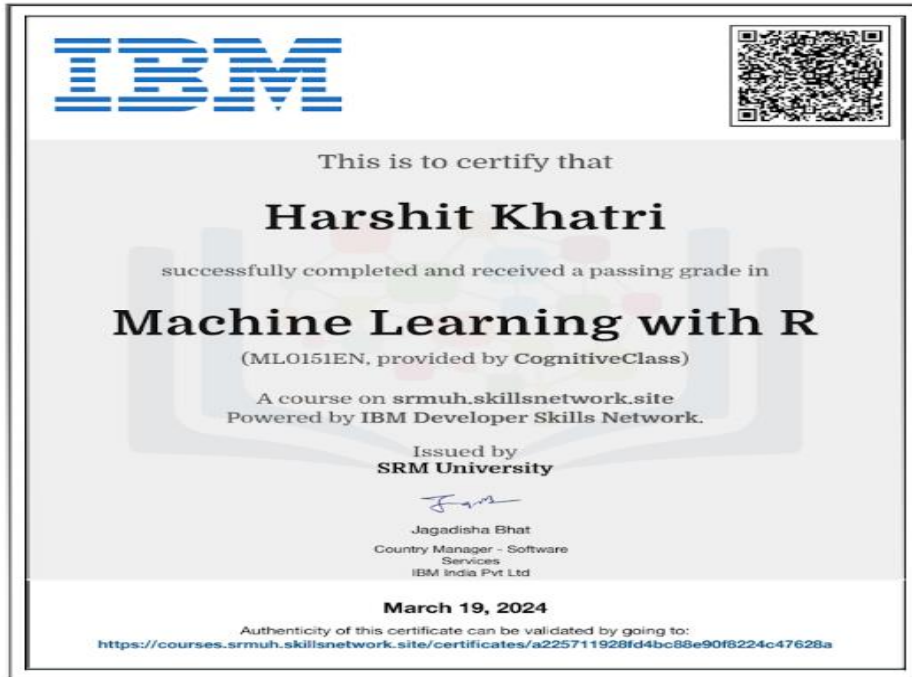 IBM
This is to certify that
Harshit Khatri
successfully completed and received a passing grade in
Machine Learning with R
(ML0151EN, provided by CognitiveClass)
A course on srmuh.skillsnetwork.site
Powered by IBM Developer Skills Network.
Issued by
SRM University
Jagadisha Bhat
Country Manager - Software
Services
IBM India Pvt Ltd
March 19, 2024
Authenticity of this certificate can be validated by going to:
https://courses.srmuh.skillsnetwork.site/certificates/a225711928fd4bc88e90f8224c47628a